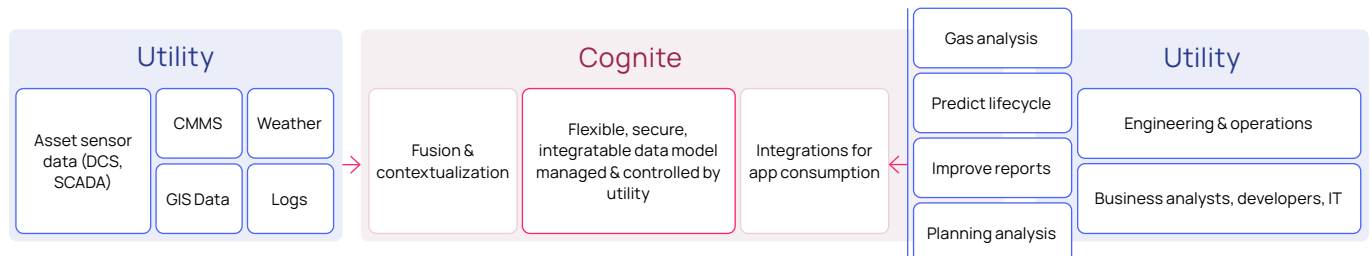 Utility
Asset sensor
data (DCS,
SCADA)
CMMS
Weather
GIS Data
Logs
Cognite
Fusion &
contextualization
Flexible, secure,
integratable data model
managed & controlled by
utility
Integrations for
app consumption
Gas analysis
Predict lifecycle
Improve reports
Planning analysis
Utility
Engineering & operations
Business analysts, developers, IT